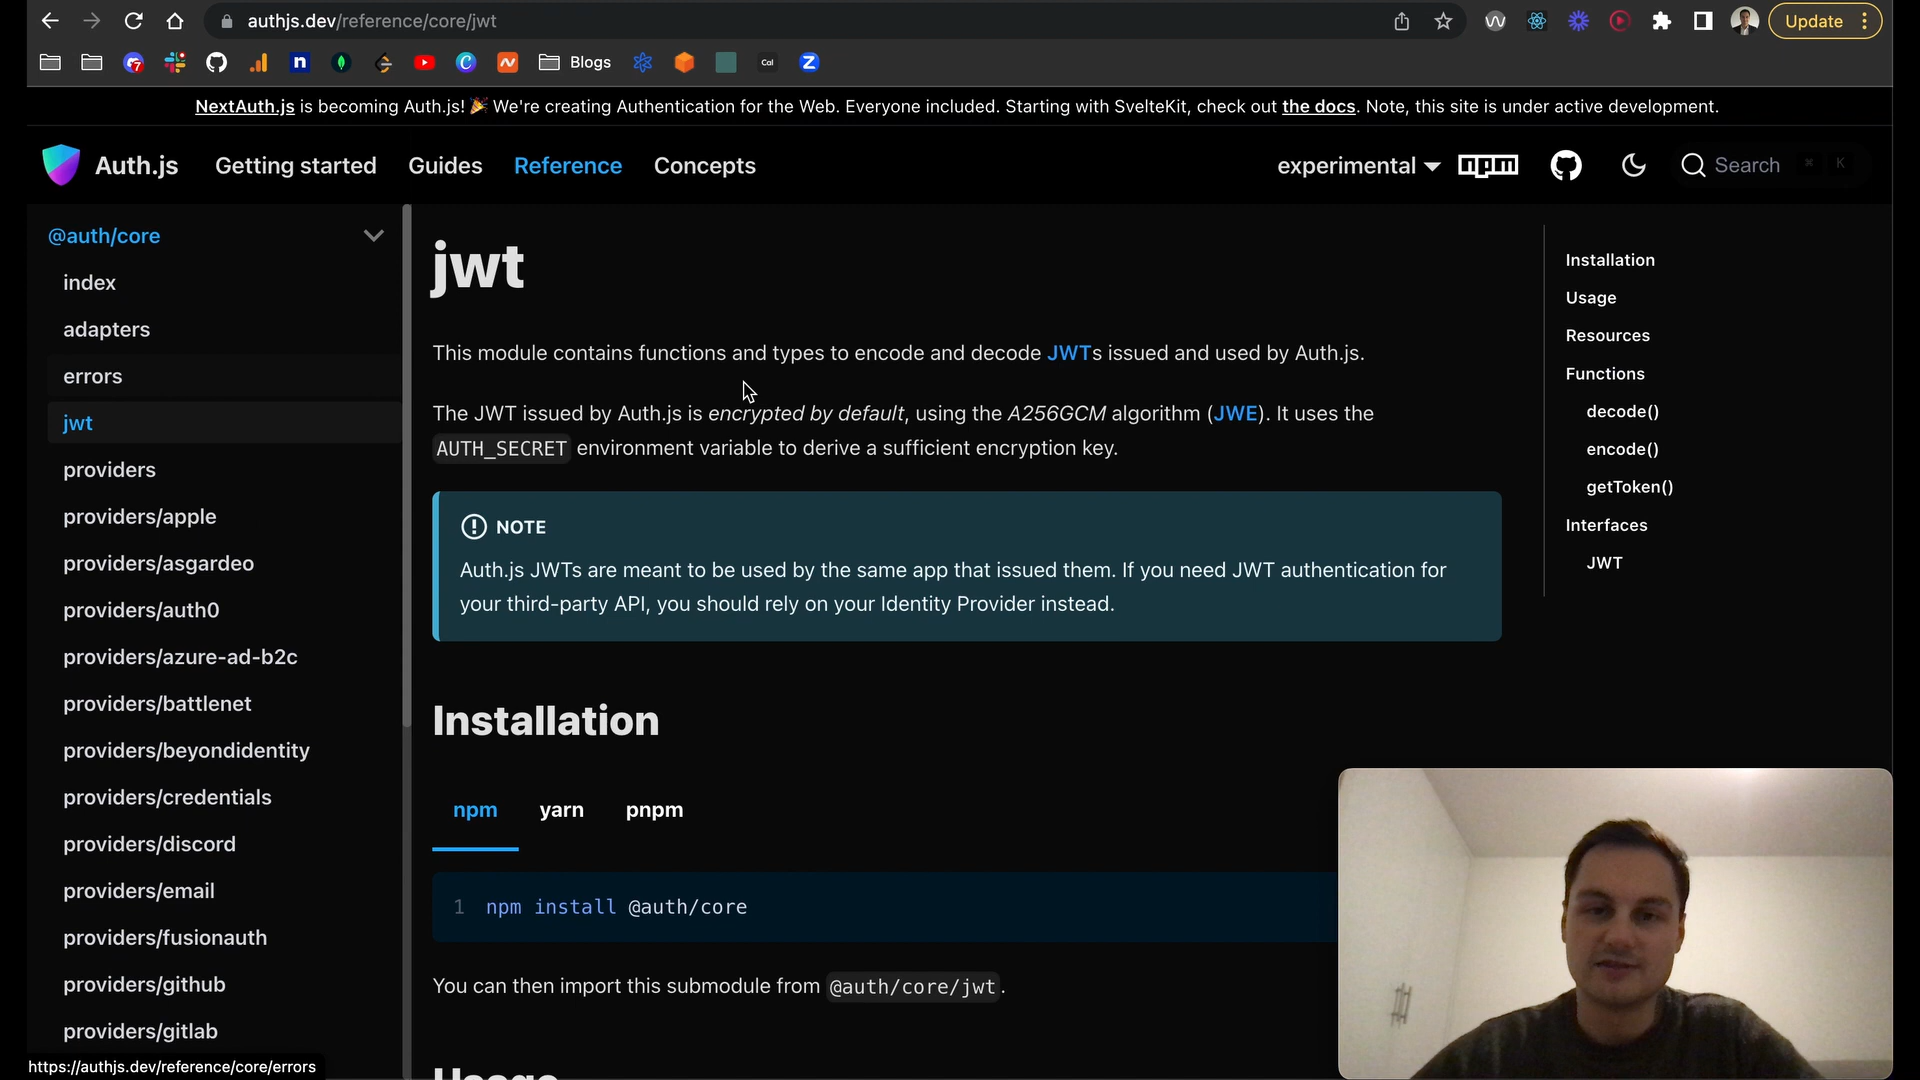 authjs.dev/reference/core/jwt
Update
Blogs
Cal
NextAuth.js is becoming Auth.js! 🎉 We're creating Authentication for the Web. Everyone included. Starting with SvelteKit, check out the docs. Note, this site is under active development.
Auth.js
Getting started
Guides
Reference
Concepts
experimental
npm
Search
⌘ K
@auth/core
index
adapters
errors
jwt
providers
providers/apple
providers/asgardeo
providers/auth0
providers/azure-ad-b2c
providers/battlenet
providers/beyondidentity
providers/credentials
providers/discord
providers/email
providers/fusionauth
providers/github
providers/gitlab
https://authjs.dev/reference/core/errors
jwt
This module contains functions and types to encode and decode JWTs issued and used by Auth.js.
The JWT issued by Auth.js is encrypted by default, using the A256GCM algorithm (JWE). It uses the
AUTH_SECRET environment variable to derive a sufficient encryption key.
NOTE
Auth.js JWTs are meant to be used by the same app that issued them. If you need JWT authentication for
your third-party API, you should rely on your Identity Provider instead.
Installation
npm
yarn
pnpm
1 npm install @auth/core
You can then import this submodule from @auth/core/jwt.
Usage
Installation
Usage
Resources
Functions
decode()
encode()
getToken()
Interfaces
JWT